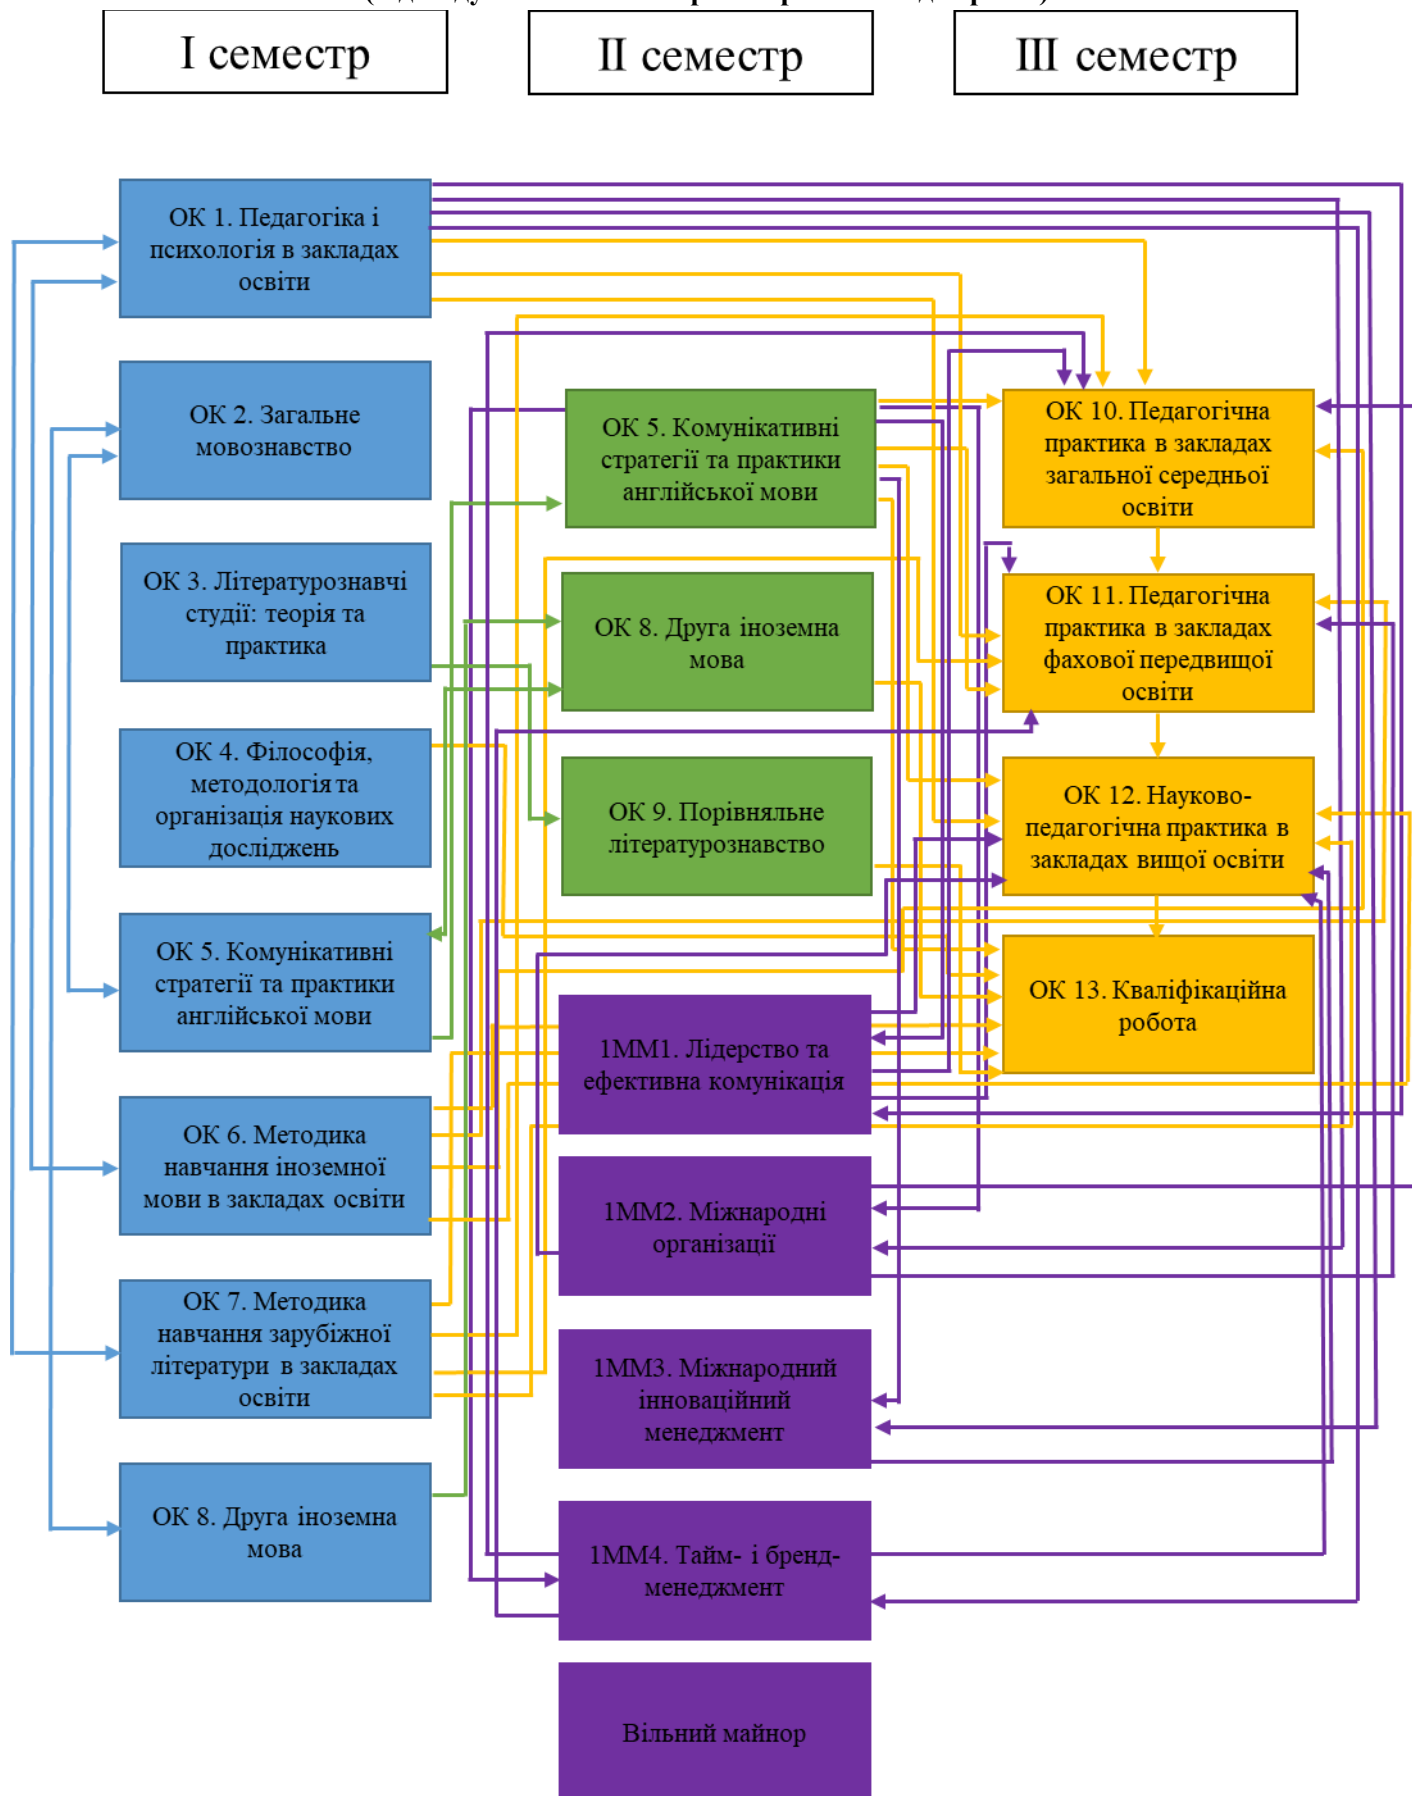 І семестр
ІІ семестр
ІІІ семестр
ОК 1. Педагогіка і
психологія в закладах
освіти
ОК 2. Загальне
мовознавство
ОК 3. Літературознавчі
студії: теорія та
практика
ОК 4. Філософія,
методологія та
організація наукових
досліджень
ОК 5. Комунікативні
стратегії та практики
англійської мови
ОК 6. Методика
навчання іноземної
мови в закладах освіти
ОК 7. Методика
навчання зарубіжної
літератури в закладах
освіти
ОК 8. Друга іноземна
мова
ОК 5. Комунікативні
стратегії та практики
англійської мови
ОК 8. Друга іноземна
мова
ОК 9. Порівняльне
літературознавство
1ММ1. Лідерство та
ефективна комунікація
1ММ2. Міжнародні
організації
1ММ3. Міжнародний
інноваційний
менеджмент
1ММ4. Тайм- і бренд-
менеджмент
Вільний майнор
ОК 10. Педагогічна
практика в закладах
загальної середньої
освіти
ОК 11. Педагогічна
практика в закладах
фахової передвищої
освіти
ОК 12. Науково-
педагогічна практика в
закладах вищої освіти
ОК 13. Кваліфікаційна
робота